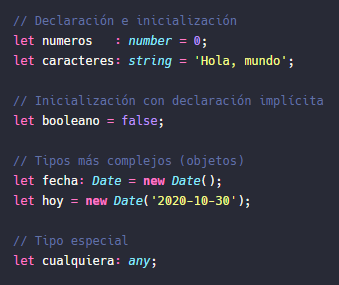 // Declaración e inicialización
let numeros   : number = 0;
let caracteres: string = 'Hola, mundo';
// Inicialización con declaración implícita
let booleano = false;
// Tipos más complejos (objetos)
let fecha: Date = new Date();
let hoy = new Date('2020-10-30');
// Tipo especial
let cualquiera: any;